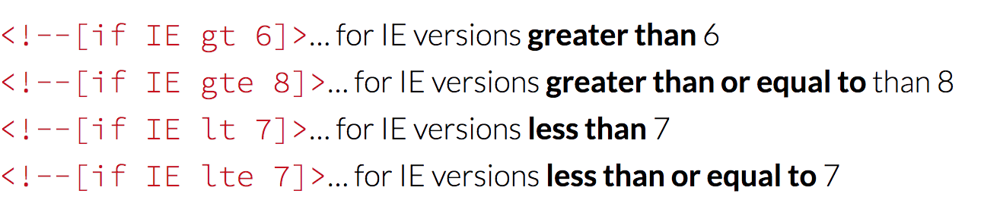 <!--[if IE gt 6]>... for IE versions greater than 6
<!--[if IE gte 8]>... for IE versions greater than or equal to than 8
<!--[if IE lt 7]>... for IE versions less than 7
<!--[if IE lte 7]>... for IE versions less than or equal to 7